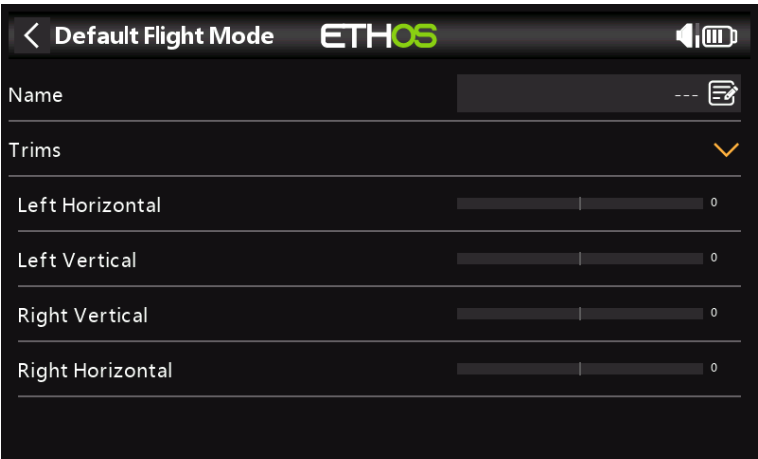 Default Flight Mode ETHOS
Name ---
Trims
Left Horizontal 0
Left Vertical 0
Right Vertical 0
Right Horizontal 0